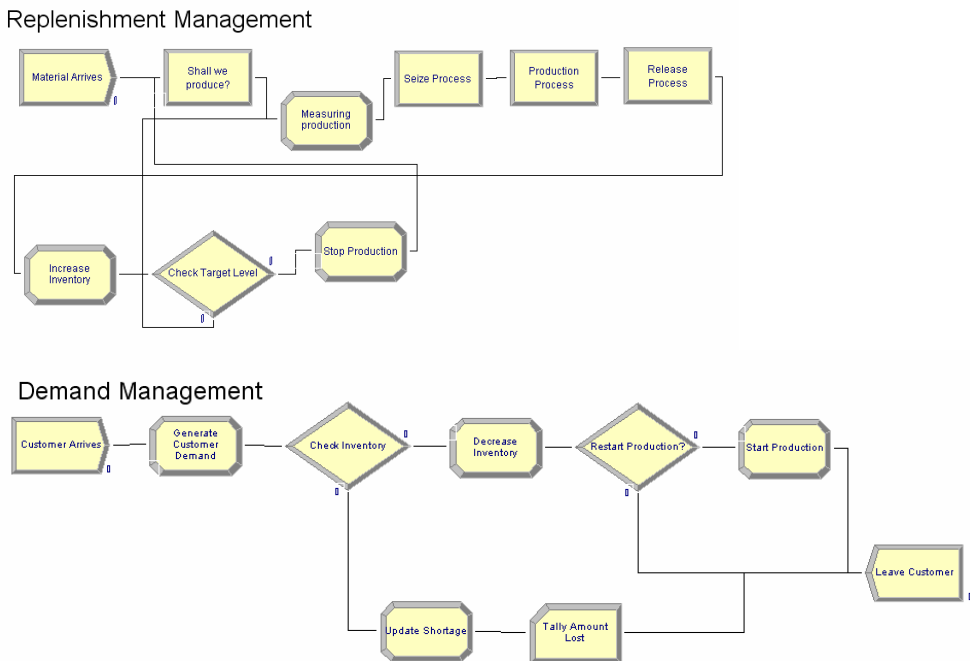 Replenishment Management
Material Arrives
Shall we
produce?
Measuring
production
Seize Process
Production
Process
Release
Process
Increase
Inventory
Check Target Level
Stop Production
Demand Management
Customer Arrives
Generate
Customer
Demand
Check Inventory
Decrease
Inventory
Restart Production?
Start Production
Leave Customer
Update Shortage
Tally Amount
Lost